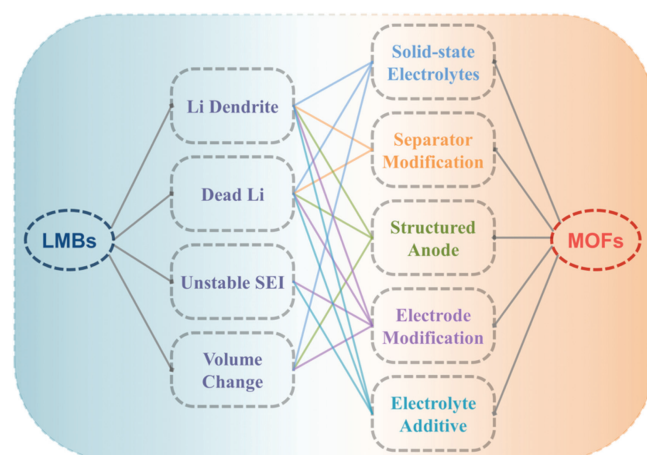 LMBs
Li Dendrite
Dead Li
Unstable SEI
Volume
Change
Solid-state
Electrolytes
Separator
Modification
Structured
Anode
Electrode
Modification
Electrolyte
Additive
MOFs